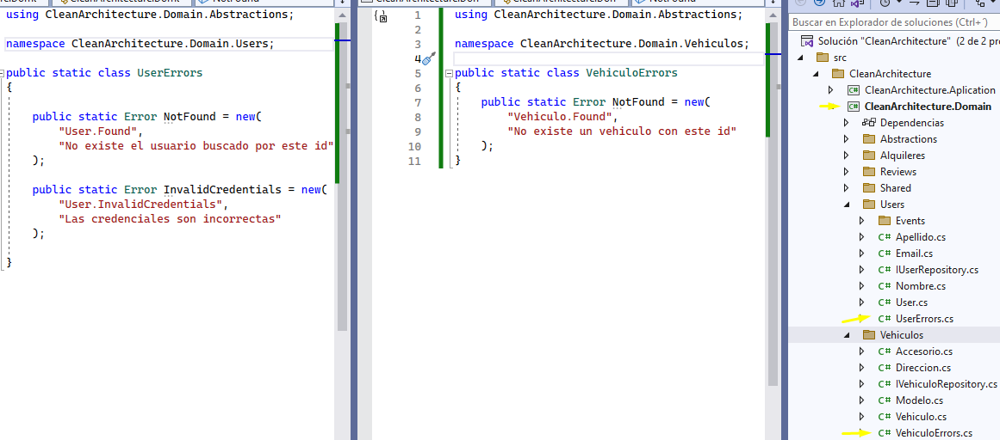 using CleanArchitecture.Domain.Abstractions;
namespace CleanArchitecture.Domain.Users;
public static class UserErrors
{
public static Error NotFound = new(
"User.Found",
"No existe el usuario buscado por este id"
);
public static Error InvalidCredentials = new(
"User.InvalidCredentials",
"Las credenciales son incorrectas"
);
}
1 using CleanArchitecture.Domain.Abstractions;
2
3 namespace CleanArchitecture.Domain.Vehiculos;
4
5 public static class VehiculoErrors
6 {
7 public static Error NotFound = new(
8 "Vehiculo.Found",
9 "No existe un vehiculo con este id"
10 );
11 }
Buscar en Explorador de soluciones (Ctrl+´)
Solución "CleanArchitecture" (2 de 2 pro
src
CleanArchitecture
C# CleanArchitecture.Aplication
C# CleanArchitecture.Domain
Dependencias
Abstractions
Alquileres
Reviews
Shared
Users
Events
C# Apellido.cs
C# Email.cs
C# IUserRepository.cs
C# Nombre.cs
C# User.cs
C# UserErrors.cs
Vehiculos
C# Accesorio.cs
C# Direccion.cs
C# IVehiculoRepository.cs
C# Modelo.cs
C# Vehiculo.cs
C# VehiculoErrors.cs